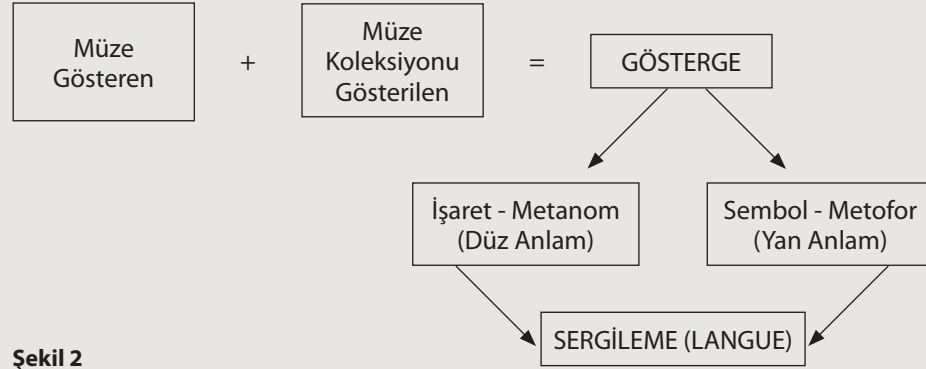 Müze
Gösteren
+
Müze
Koleksiyonu
Gösterilen
=
GÖSTERGE
İşaret - Metanom
(Düz Anlam)
Sembol - Metofor
(Yan Anlam)
SERGİLEME (LANGUE)
Şekil 2